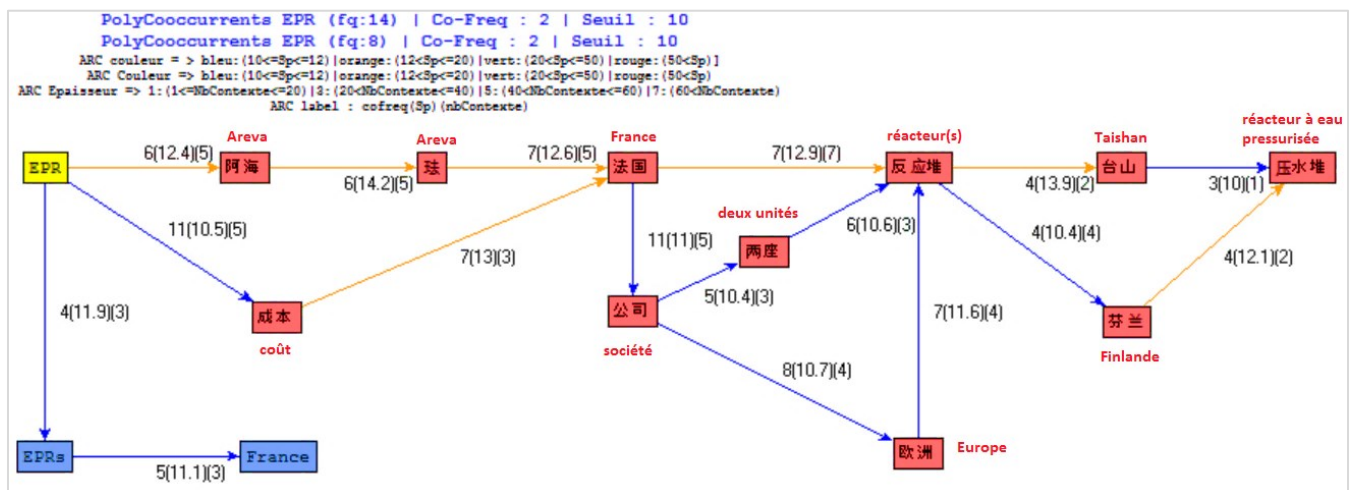 PolyCooccurrents EPR (fq:14) | Co-Freq : 2 | Seuil : 10
PolyCooccurrents EPR (fq:8) | Co-Freq : 2 | Seuil : 10
ARC couleur = > bleu:(10<=Sp<=12)|orange:(12<Sp<=20)|vert:(20<Sp<=50)|rouge:(50<Sp)]
ARC Couleur => bleu:(10<=Sp<=12)|orange:(12<Sp<=20)|vert:(20<Sp<=50)|rouge:(50<Sp)
ARC Epaisseur => 1:(1<=NbContexte<=20)|3:(20<NbContexte<=40)|5:(40<NbContexte<=60)|7:(60<NbContexte)
ARC label : cofreq(Sp)(nbContexte)
Areva
Areva
France
réacteur(s)
Taishan
réacteur à eau
pressurisée
EPR
6(12.4)(5)
阿海
6(14.2)(5)
珐
7(12.6)(5)
法国
7(12.9)(7)
反应堆
4(13.9)(2)
台山
3(10)(1)
压水堆
11(10.5)(5)
7(13)(3)
11(11)(5)
deux unités
两座
6(10.6)(3)
4(10.4)(4)
4(12.1)(2)
4(11.9)(3)
成本
coût
公司
société
5(10.4)(3)
7(11.6)(4)
芬兰
Finlande
8(10.7)(4)
欧洲
Europe
EPRs
5(11.1)(3)
France